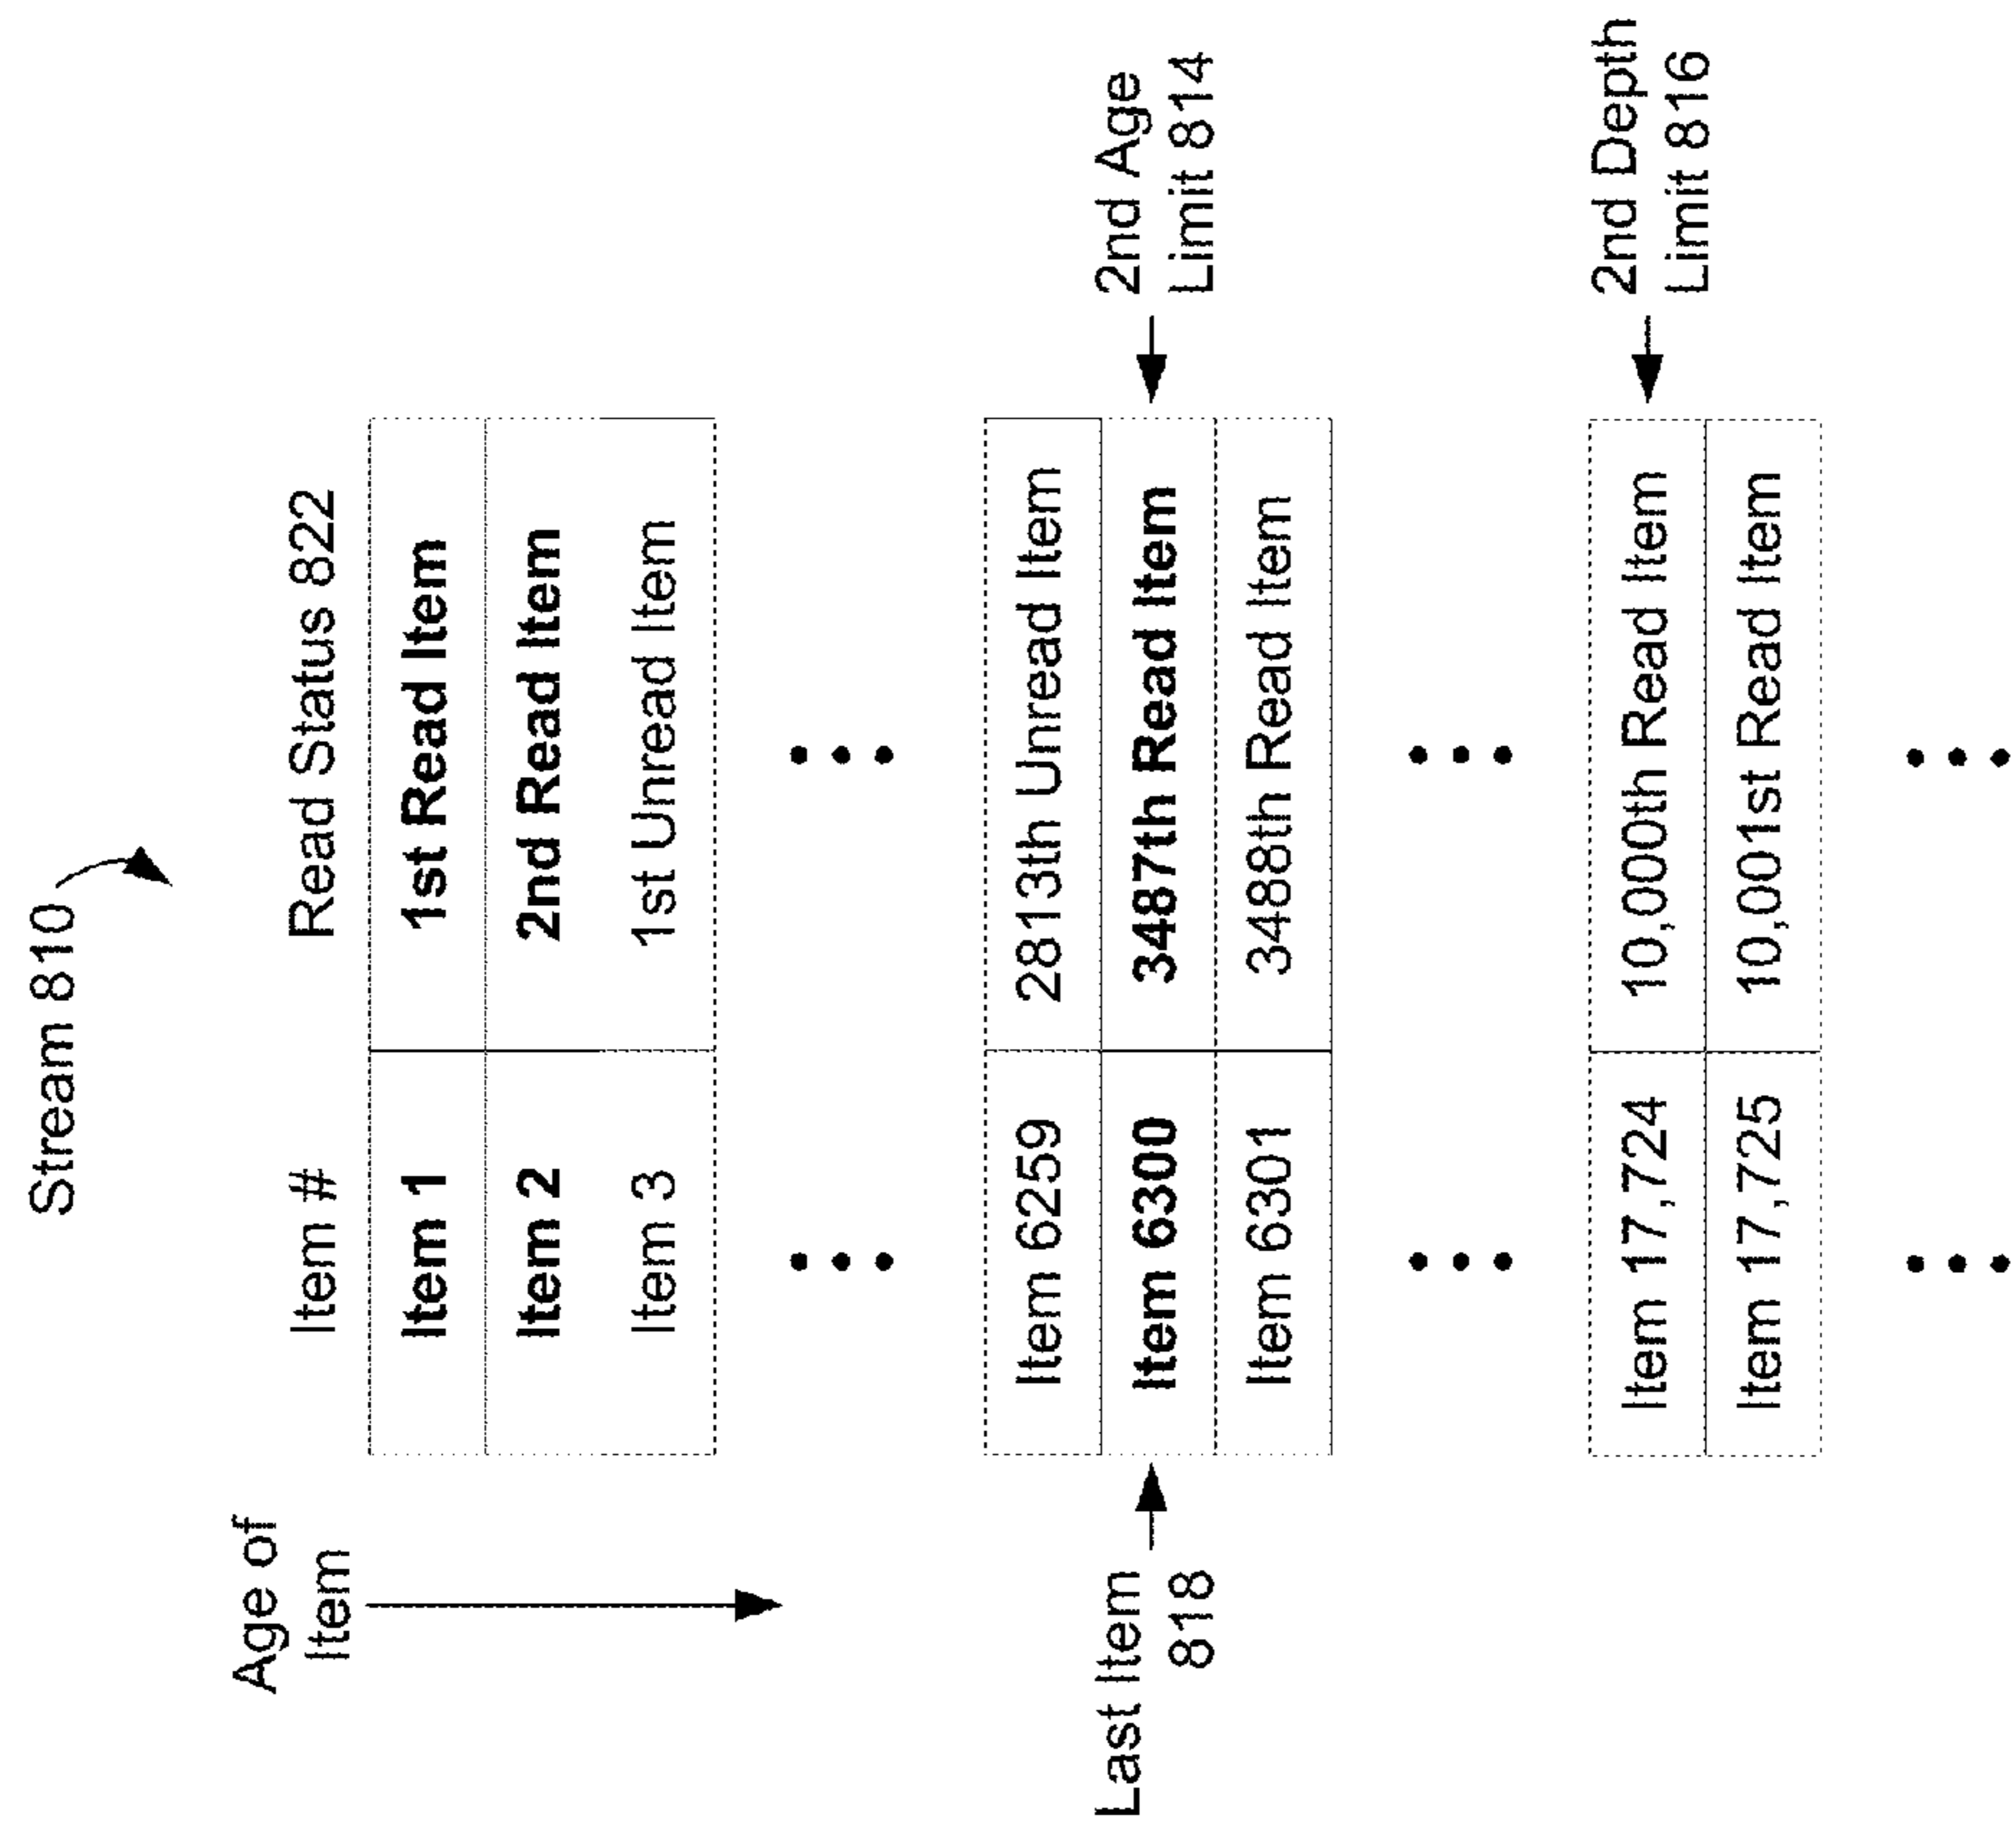 Stream 810
Age of
Item
Item #
Read Status 822
Item 1
1st Read Item
Item 2
2nd Read Item
Item 3
1st Unread Item
Last Item
818
Item 6259
2813th Unread Item
Item 6300
3487th Read Item
2nd Age
Limit 814
Item 6301
3488th Read Item
Item 17,724
10,000th Read Item
2nd Depth
Limit 816
Item 17,725
10,001st Read Item